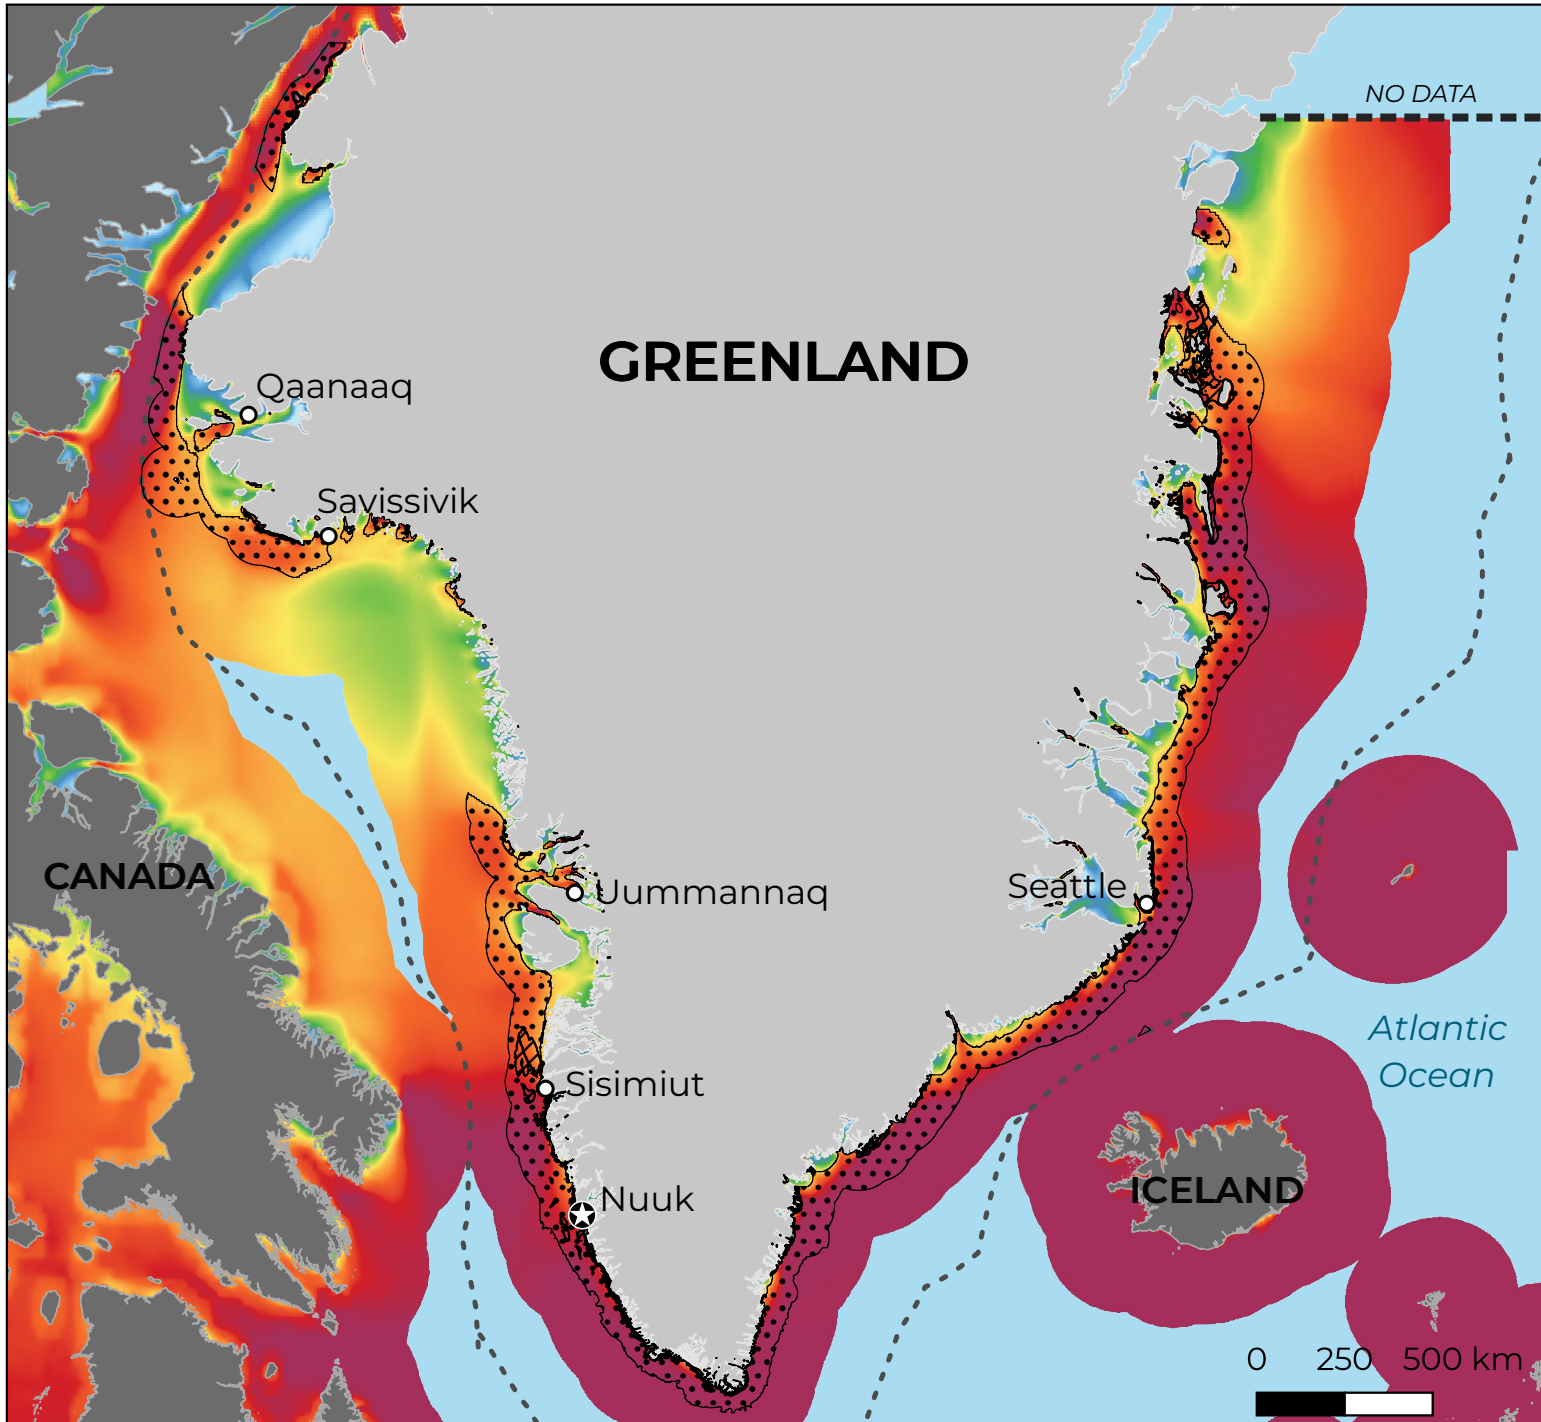 NO DATA
GREENLAND
Qaanaaq
Savissivik
CANADA
Uummannaq
Seattle
Atlantic
Ocean
Sisimiut
ICELAND
Nuuk
0 250 500 km